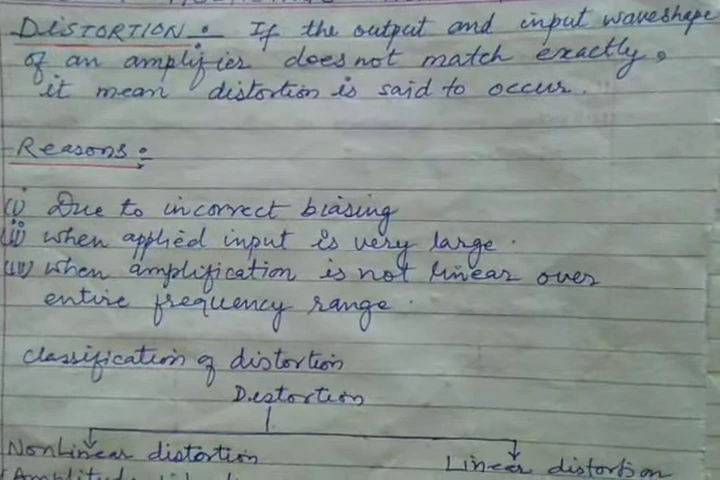 DISTORTION :- If the output and input waveshape
of an amplifier does not match exactly,
it mean distortion is said to occur.
Reasons :-
(i) Due to incorrect biasing
(ii) when applied input is very large.
(iii) when amplification is not linear over
entire frequency range.
classification of distortion
Distortion
NonLinear distortion Linear distortion
(Amplitude